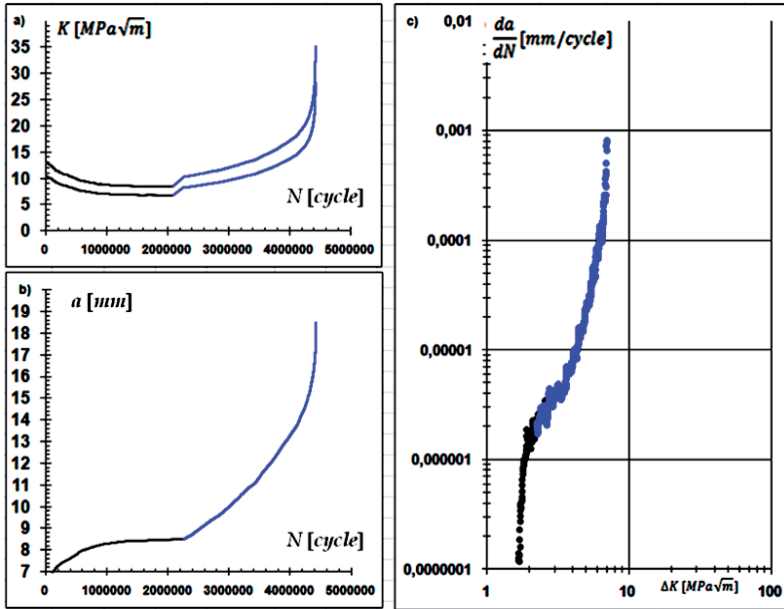 a)
K [MPa√m]
35
30
25
20
15
10
5
0
N [cycle]
0 1000000 2000000 3000000 4000000 5000000
b)
a [mm]
19
18
17
16
15
14
13
12
11
10
9
8
7
N [cycle]
0 1000000 2000000 3000000 4000000 5000000
c)
0,01
da/dN [mm/cycle]
0,001
0,0001
0,00001
0,000001
0,0000001
1 10 100
ΔK [MPa√m]